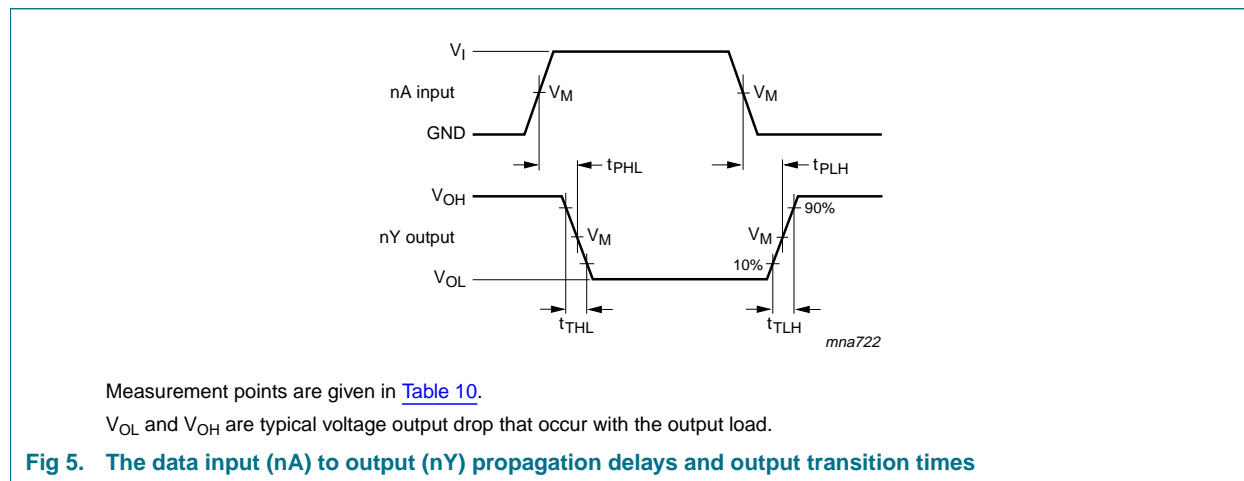 VI
nA input
VM
VM
GND
tPHL
tPLH
VOH
90%
nY output
VM
VM
10%
VOL
tTHL
tTLH
mna722
Measurement points are given in Table 10.
VOL and VOH are typical voltage output drop that occur with the output load.
Fig 5. The data input (nA) to output (nY) propagation delays and output transition times